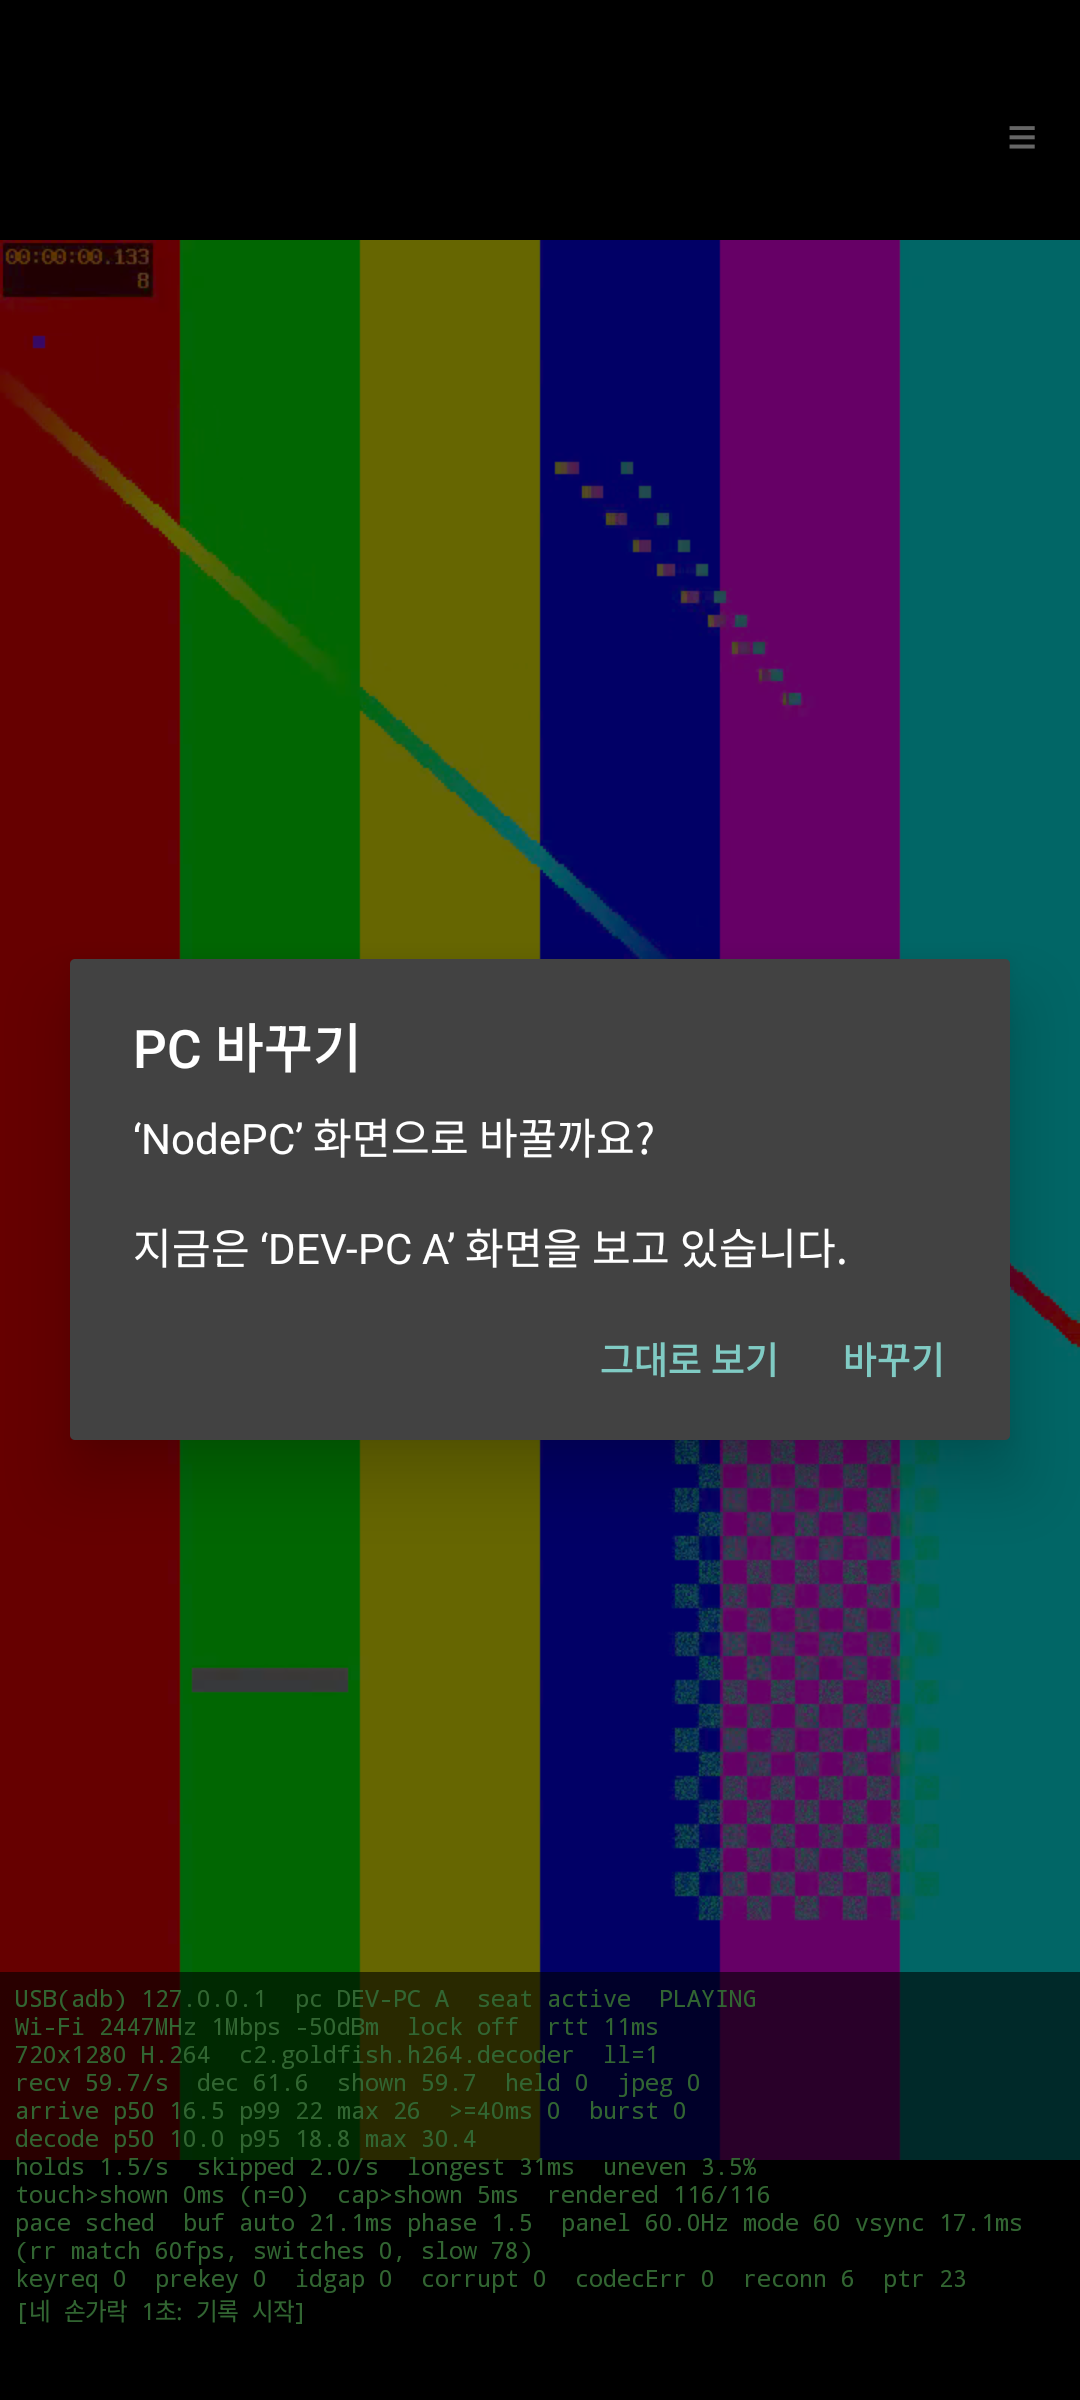 00:00:00.133
8
PC 바꾸기
‘NodePC’ 화면으로 바꿀까요?
지금은 ‘DEV-PC A’ 화면을 보고 있습니다.
그대로 보기 바꾸기
USB(adb) 127.0.0.1 pc DEV-PC A seat active PLAYING
Wi-Fi 2447MHz 1Mbps -50dBm lock off rtt 11ms
720x1280 H.264 c2.goldfish.h264.decoder ll=1
recv 59.7/s dec 61.6 shown 59.7 held 0 jpeg 0
arrive p50 16.5 p99 22 max 26 >=40ms 0 burst 0
decode p50 10.0 p95 18.8 max 30.4
holds 1.5/s skipped 2.0/s longest 31ms uneven 3.5%
touch>shown 0ms (n=0) cap>shown 5ms rendered 116/116
pace sched buf auto 21.1ms phase 1.5 panel 60.0Hz mode 60 vsync 17.1ms
(rr match 60fps, switches 0, slow 78)
keyreq 0 prekey 0 idgap 0 corrupt 0 codecErr 0 reconn 6 ptr 23
[네 손가락 1초: 기록 시작]